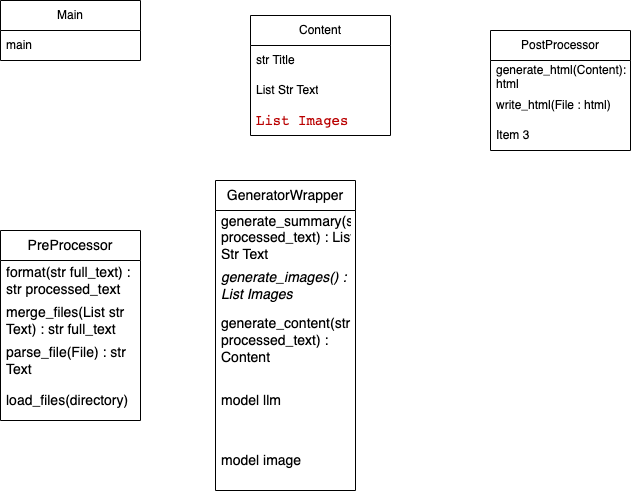 Main
main
Content
str Title
List Str Text
List Images
PostProcessor
generate_html(Content):
html
write_html(File : html)
Item 3
PreProcessor
format(str full_text) :
str processed_text
merge_files(List str
Text) : str full_text
parse_file(File) : str
Text
load_files(directory)
GeneratorWrapper
generate_summary(s
processed_text) : Lis
Str Text
generate_images() :
List Images
generate_content(str
processed_text) :
Content
model llm
model image